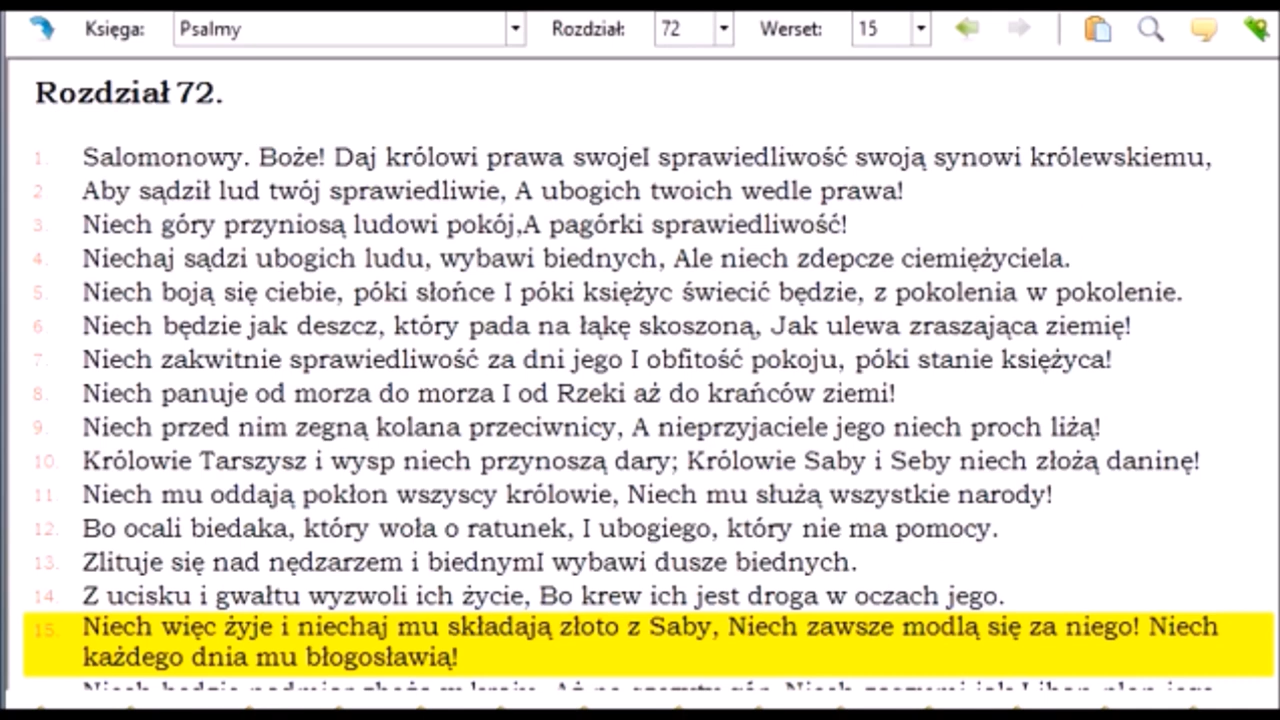 Księga: Psalmy Rozdział: 72 Werset: 15
Rozdział 72.
1. Salomonowy. Boże! Daj królowi prawa swojeI sprawiedliwość swoją synowi królewskiemu,
2 Aby sądził lud twój sprawiedliwie, A ubogich twoich wedle prawa!
3. Niech góry przyniosą ludowi pokój,A pagórki sprawiedliwość!
4. Niechaj sądzi ubogich ludu, wybawi biednych, Ale niech zdepcze ciemiężyciela.
5. Niech boją się ciebie, póki słońce I póki księżyc świecić będzie, z pokolenia w pokolenie.
6 Niech będzie jak deszcz, który pada na łąkę skoszoną, Jak ulewa zraszająca ziemię!
7. Niech zakwitnie sprawiedliwość za dni jego I obfitość pokoju, póki stanie księżyca!
8. Niech panuje od morza do morza I od Rzeki aż do krańców ziemi!
9. Niech przed nim zegną kolana przeciwnicy, A nieprzyjaciele jego niech proch liżą!
10. Królowie Tarszysz i wysp niech przynoszą dary; Królowie Saby i Seby niech złożą daninę!
11. Niech mu oddają pokłon wszyscy królowie, Niech mu służą wszystkie narody!
12. Bo ocali biedaka, który woła o ratunek, I ubogiego, który nie ma pomocy.
13. Zlituje się nad nędzarzem i biednymI wybawi dusze biednych.
14. Z ucisku i gwałtu wyzwoli ich życie, Bo krew ich jest droga w oczach jego.
15. Niech więc żyje i niechaj mu składają złoto z Saby, Niech zawsze modlą się za niego! Niech
każdego dnia mu błogosławią!